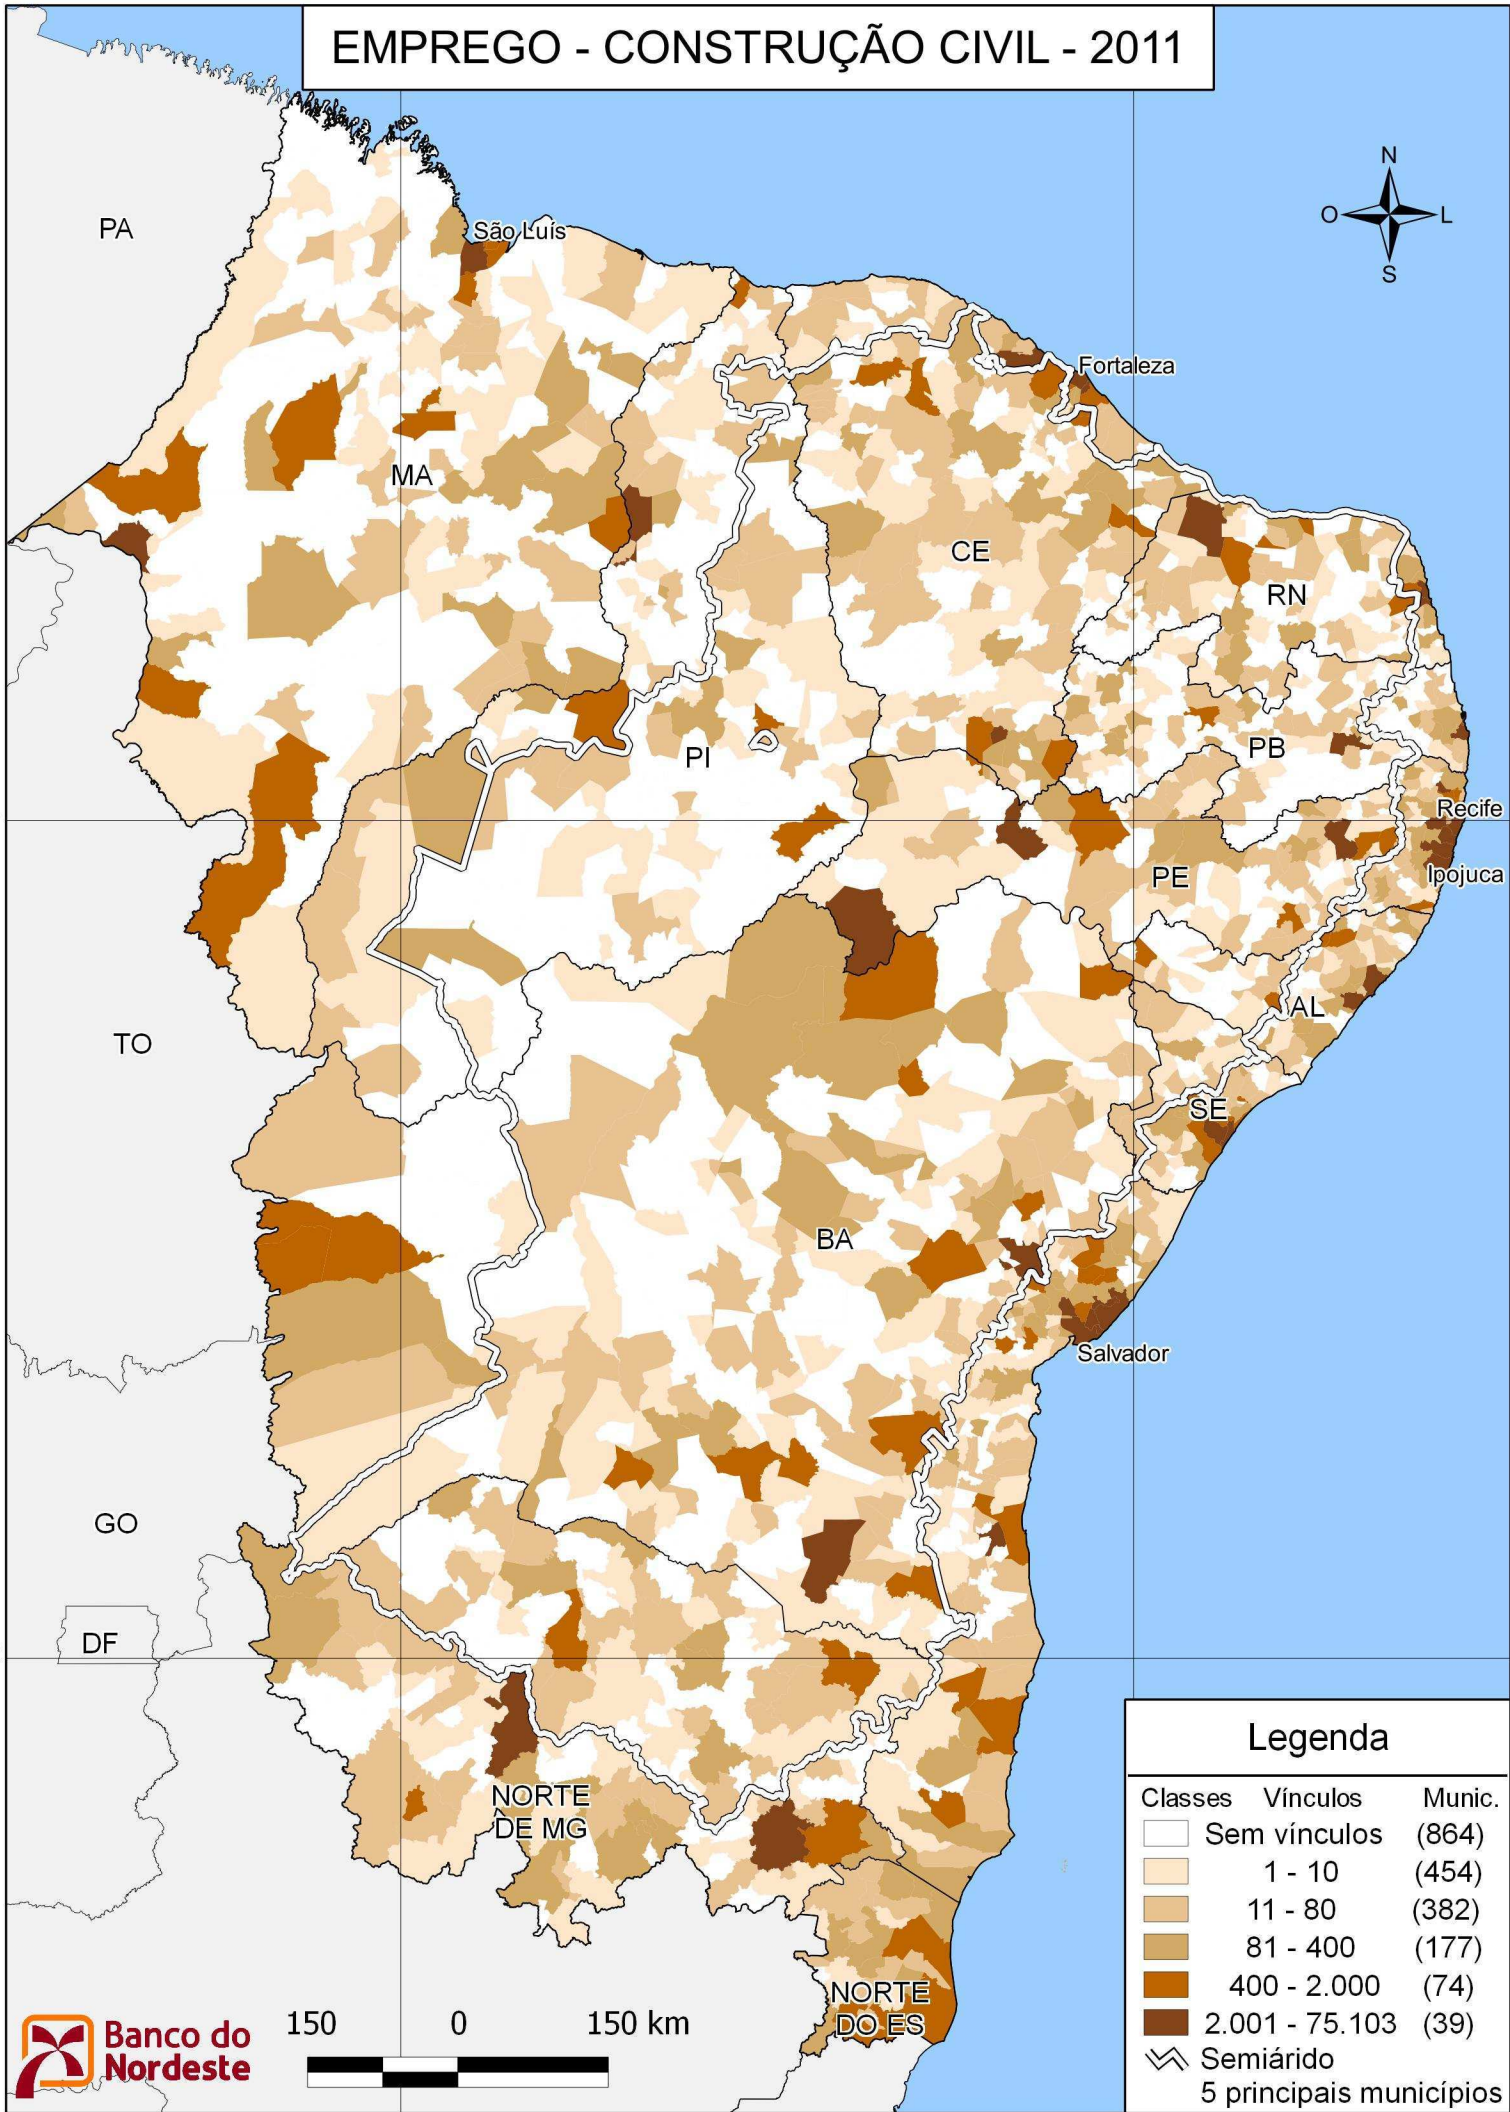 EMPREGO - CONSTRUÇÃO CIVIL - 2011
N
O
L
S
PA
São Luís
Fortaleza
MA
CE
RN
PI
PB
Recife
Ipojuca
PE
TO
AL
SE
BA
Salvador
GO
DF
NORTE
DE MG
NORTE
DO ES
Legenda
Classes Vínculos Munic.
Sem vínculos (864)
1 - 10 (454)
11 - 80 (382)
81 - 400 (177)
400 - 2.000 (74)
2.001 - 75.103 (39)
Semiárido
5 principais municípios
150 0 150 km
Banco do
Nordeste